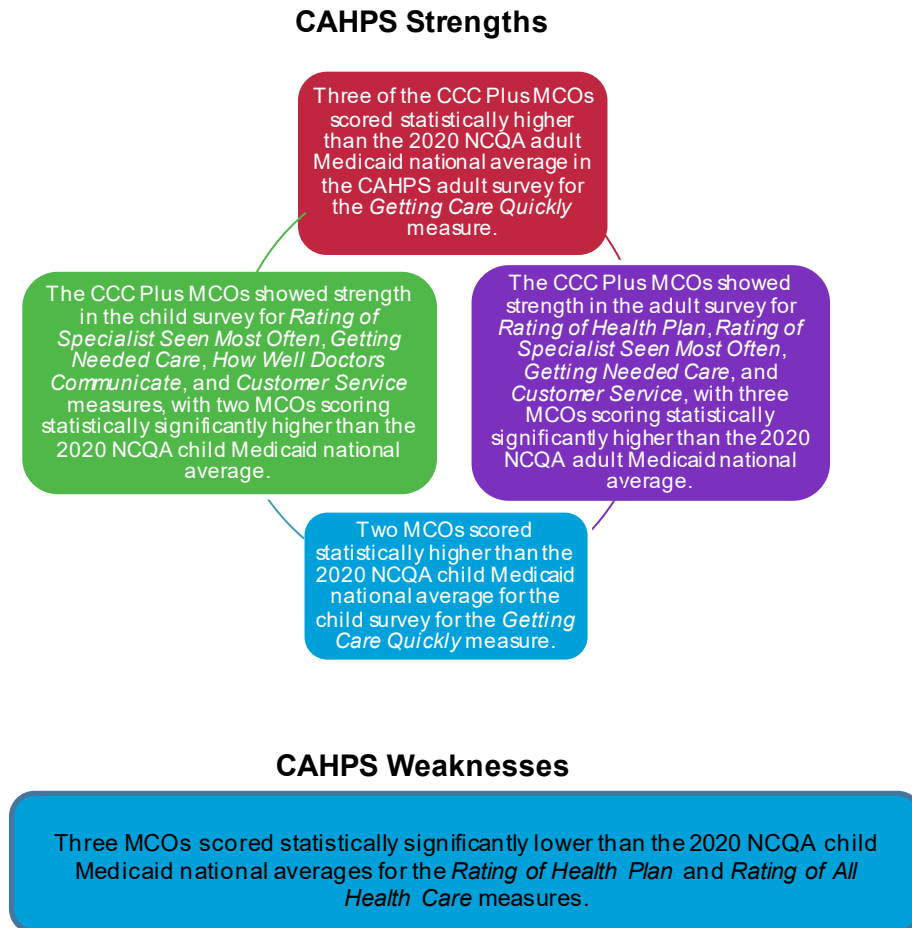 CAHPS Strengths
Three of the CCC Plus MCOs
scored statistically higher
than the 2020 NCQA adult
Medicaid national average in
the CAHPS adult survey for
the Getting Care Quickly
measure.
The CCC Plus MCOs showed strength
in the child survey for Rating of
Specialist Seen Most Often, Getting
Needed Care, How Well Doctors
Communicate, and Customer Service
measures, with two MCOs scoring
statistically significantly higher than the
2020 NCQA child Medicaid national
average.
The CCC Plus MCOs showed
strength in the adult survey for
Rating of Health Plan, Rating of
Specialist Seen Most Often,
Getting Needed Care, and
Customer Service, with three
MCOs scoring statistically
significantly higher than the 2020
NCQA adult Medicaid national
average.
Two MCOs scored
statistically higher than the
2020 NCQA child Medicaid
national average for the
child survey for the Getting
Care Quickly measure.
CAHPS Weaknesses
Three MCOs scored statistically significantly lower than the 2020 NCQA child
Medicaid national averages for the Rating of Health Plan and Rating of All
Health Care measures.